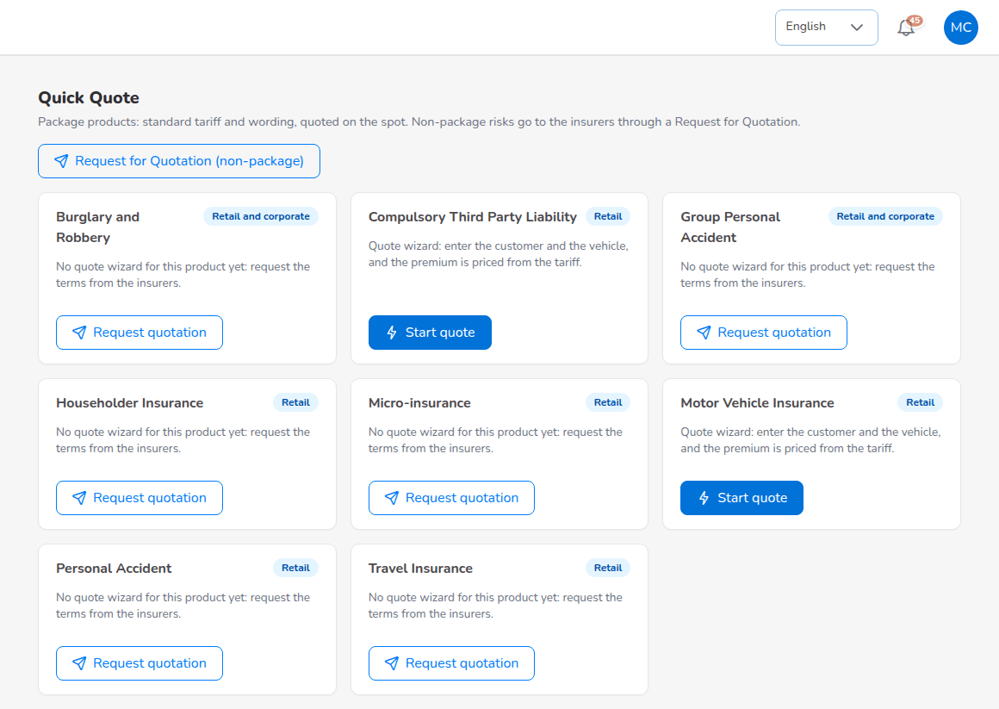 English
45
MC
Quick Quote
Package products: standard tariff and wording, quoted on the spot. Non-package risks go to the insurers through a Request for Quotation.
Request for Quotation (non-package)
Burglary and
Robbery
Retail and corporate
No quote wizard for this product yet: request the
terms from the insurers.
Request quotation
Compulsory Third Party Liability
Retail
Quote wizard: enter the customer and the vehicle,
and the premium is priced from the tariff.
Start quote
Group Personal
Accident
Retail and corporate
No quote wizard for this product yet: request the
terms from the insurers.
Request quotation
Householder Insurance
Retail
No quote wizard for this product yet: request the
terms from the insurers.
Request quotation
Micro-insurance
Retail
No quote wizard for this product yet: request the
terms from the insurers.
Request quotation
Motor Vehicle Insurance
Retail
Quote wizard: enter the customer and the vehicle,
and the premium is priced from the tariff.
Start quote
Personal Accident
Retail
No quote wizard for this product yet: request the
terms from the insurers.
Request quotation
Travel Insurance
Retail
No quote wizard for this product yet: request the
terms from the insurers.
Request quotation